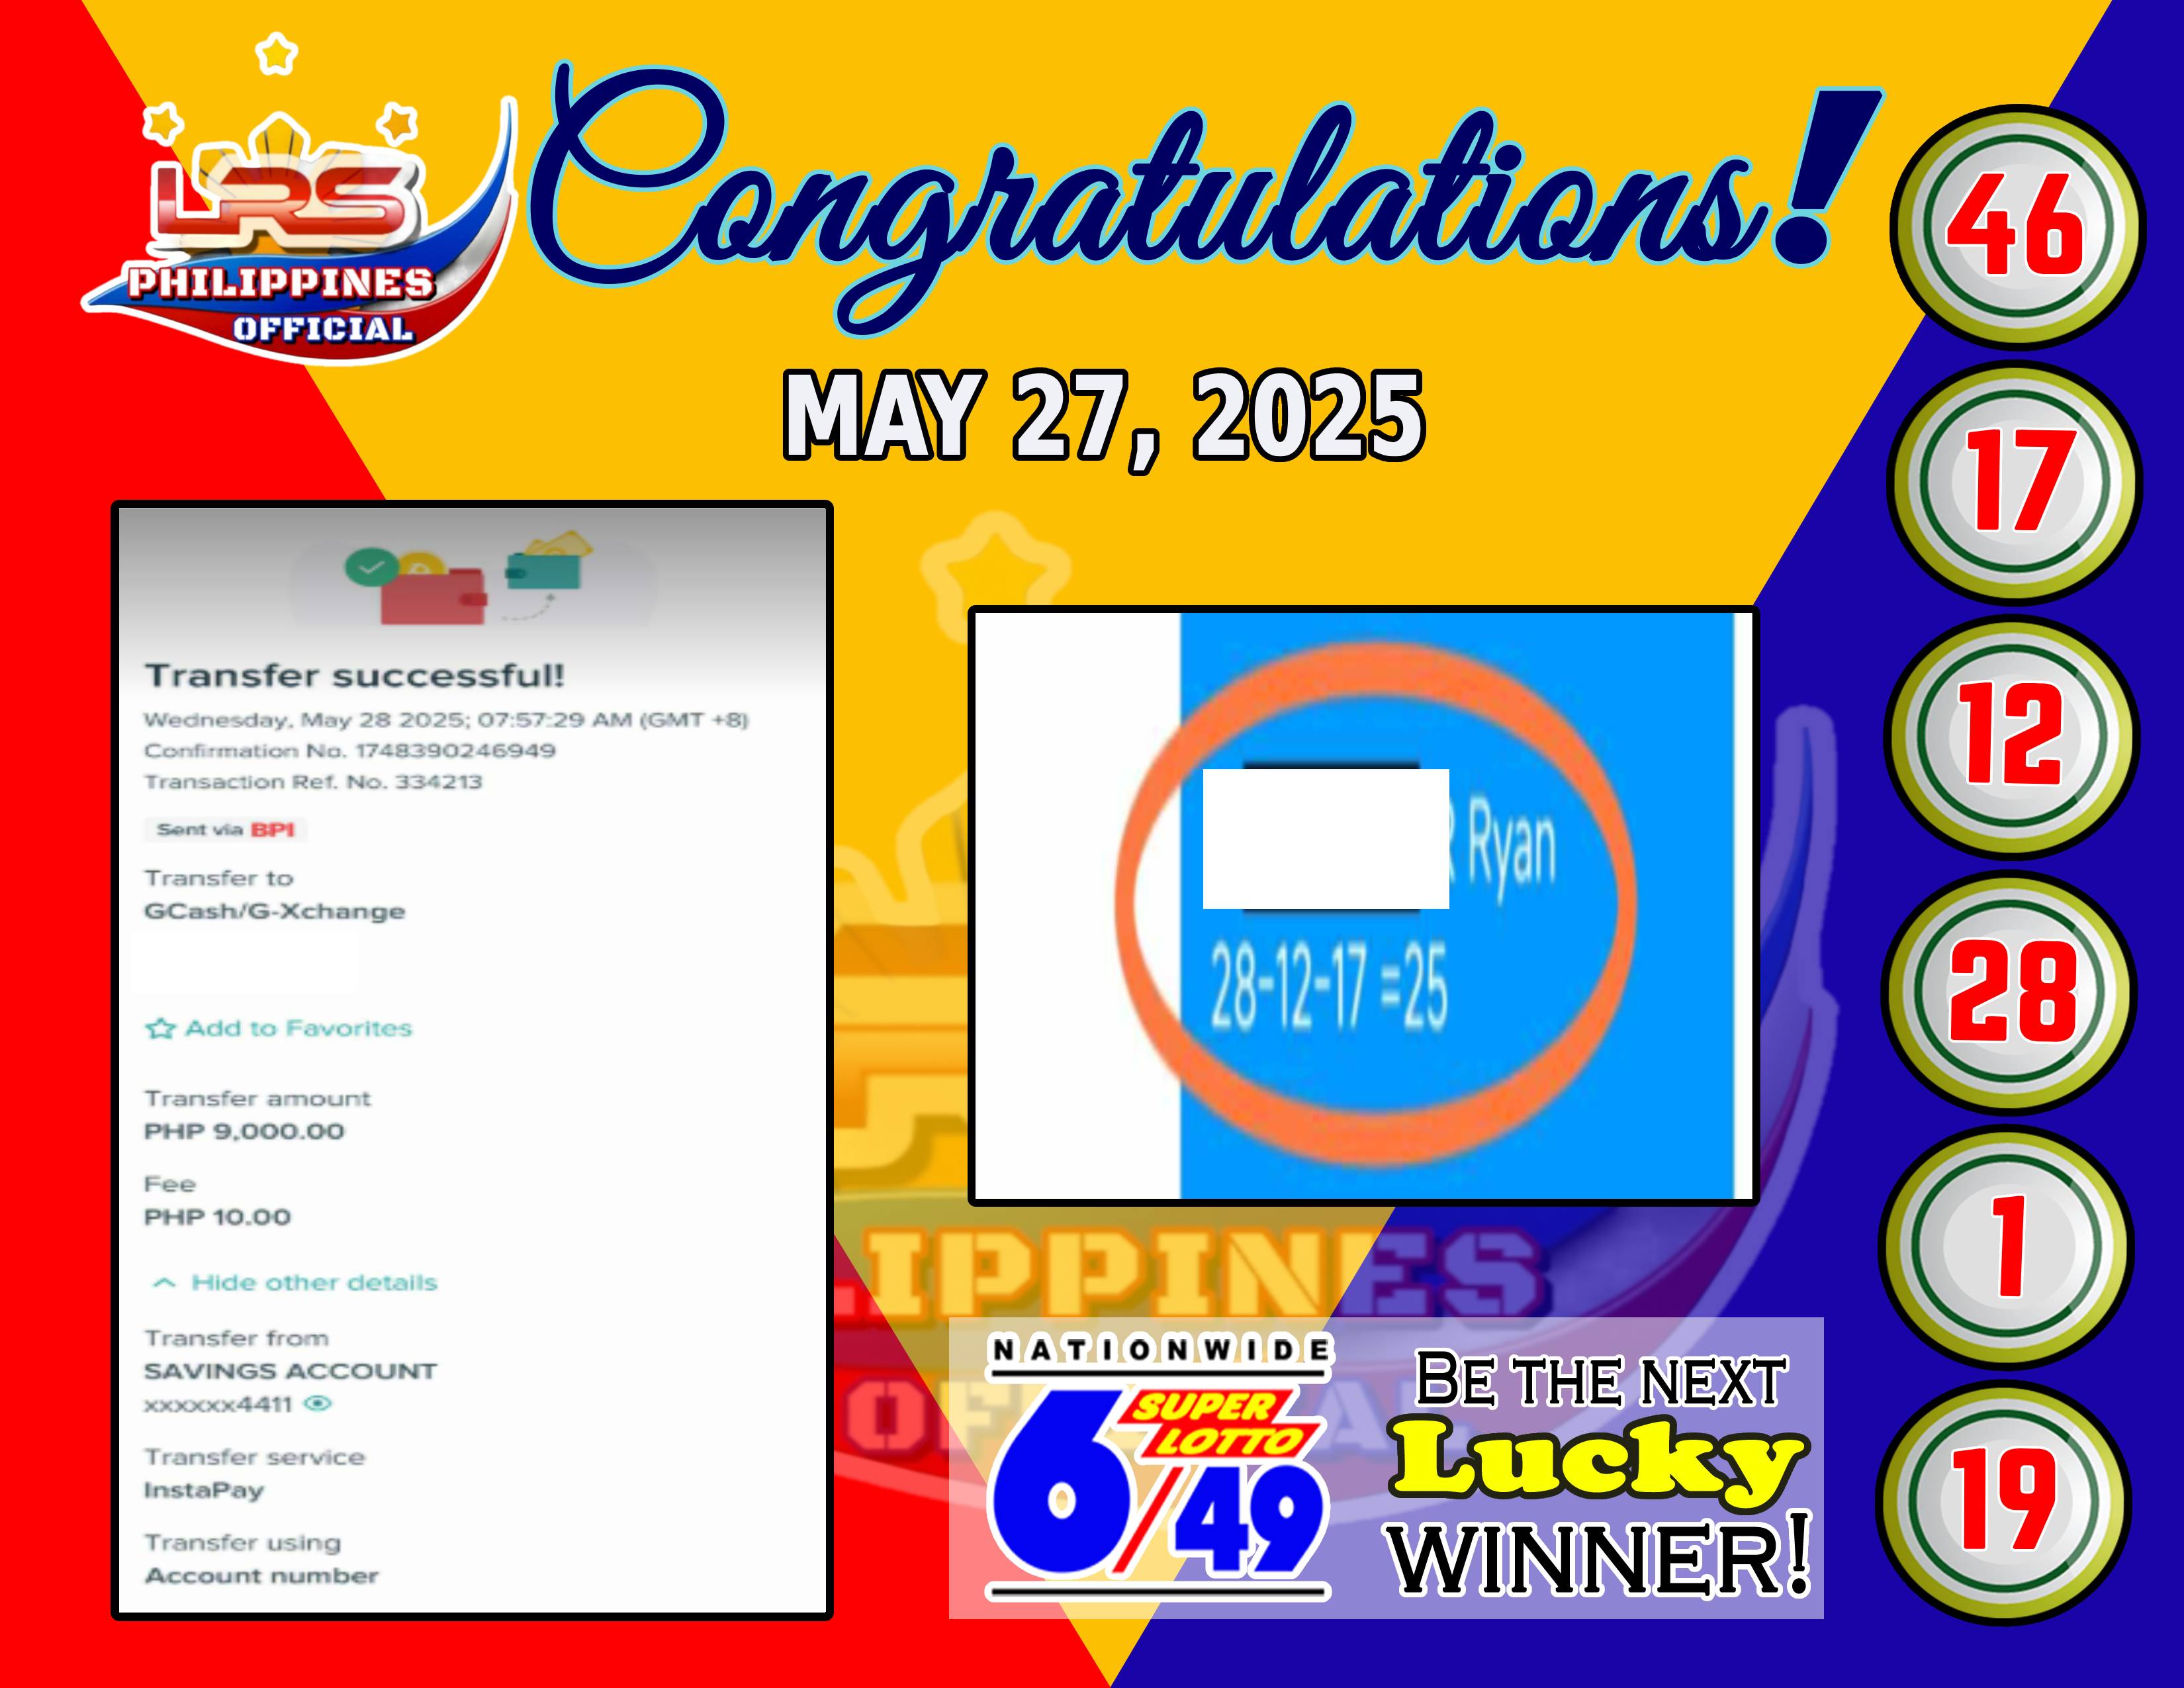 LRS
PHILIPPINES
OFFICIAL
Congratulations!
MAY 27, 2025
Transfer successful!
Wednesday, May 28 2025; 07:57:29 AM (GMT +8)
Confirmation No. 1748390246949
Transaction Ref. No. 334213
Sent via BPI
Transfer to
GCash/G-Xchange
Add to Favorites
Transfer amount
PHP 9,000.00
Fee
PHP 10.00
Hide other details
Transfer from
SAVINGS ACCOUNT
xxxxxx4411
Transfer service
InstaPay
Transfer using
Account number
Ryan
28-12-17 =25
LIPPINES
NATIONWIDE
SUPER
LOTTO
6/49
BE THE NEXT
Lucky
WINNER!
46
17
12
28
1
19